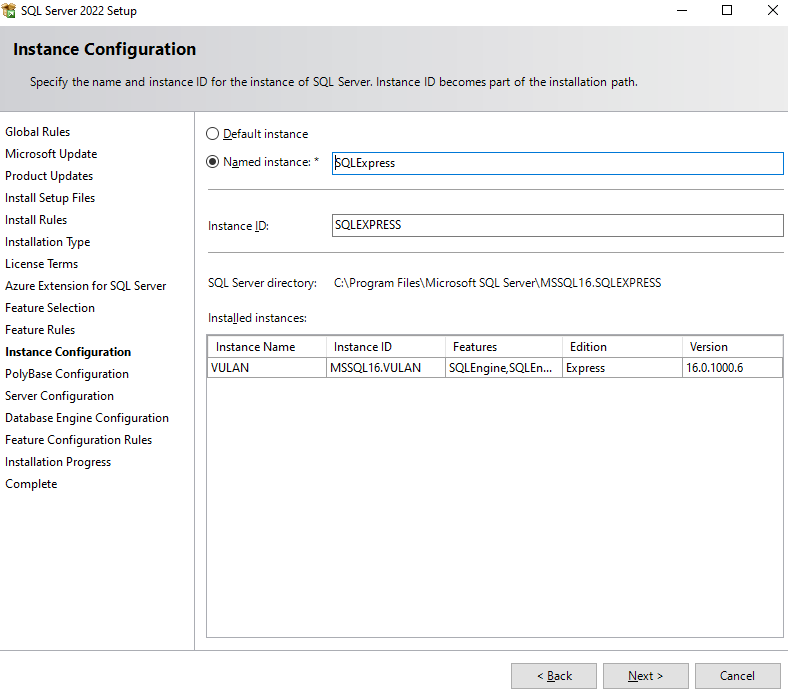 SQL Server 2022 Setup
Instance Configuration
Specify the name and instance ID for the instance of SQL Server. Instance ID becomes part of the installation path.
Global Rules
Microsoft Update
Product Updates
Install Setup Files
Install Rules
Installation Type
License Terms
Azure Extension for SQL Server
Feature Selection
Feature Rules
Instance Configuration
PolyBase Configuration
Server Configuration
Database Engine Configuration
Feature Configuration Rules
Installation Progress
Complete
Default instance
Named instance: * SQLExpress
Instance ID: SQLEXPRESS
SQL Server directory: C:\Program Files\Microsoft SQL Server\MSSQL16.SQLEXPRESS
Installed instances:
Instance Name Instance ID Features Edition Version
VULAN MSSQL16.VULAN SQLEngine,SQLEn... Express 16.0.1000.6
< Back Next > Cancel